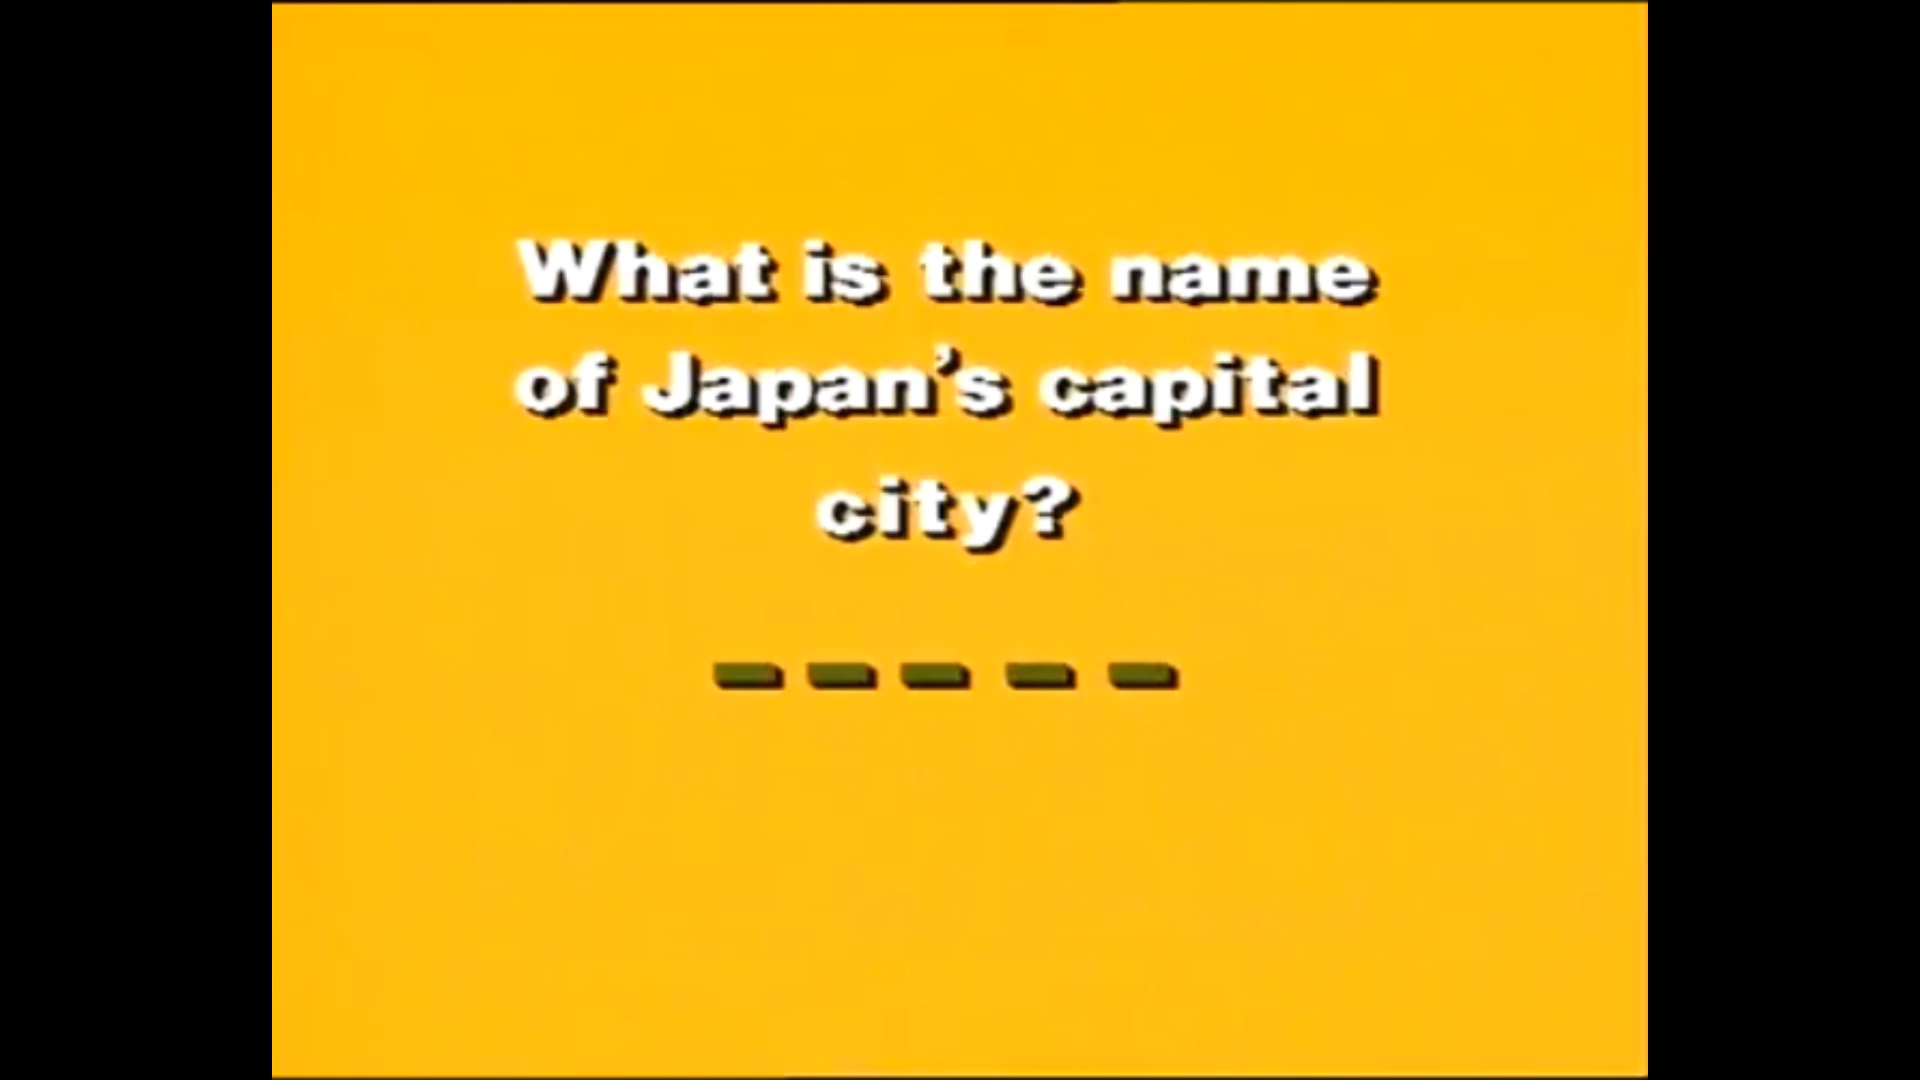 What is the name
of Japan's capital
city?
_ _ _ _ _